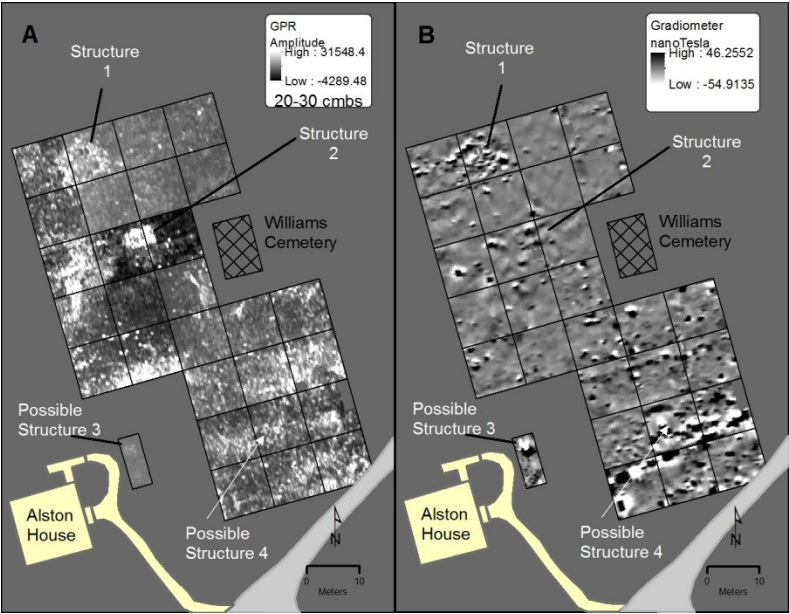 A
GPR
Amplitude
High : 31548.4
Low : -4289.48
20-30 cmbs
Structure
1
Structure
2
Williams
Cemetery
Possible
Structure 3
Alston
House
Possible
Structure 4
N
0 10
Meters
B
Gradiometer
nanoTesla
High : 46.2552
Low : -54.9135
Structure
1
Structure
2
Williams
Cemetery
Possible
Structure 3
Alston
House
Possible
Structure 4
N
0 10
Meters